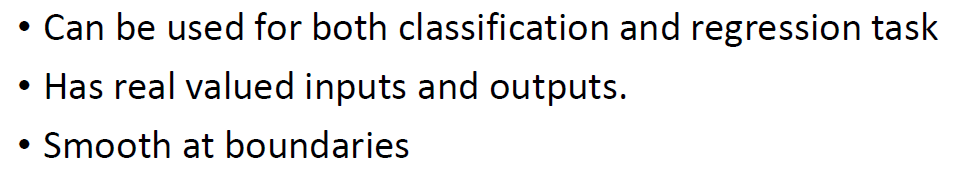 • Can be used for both classification and regression task
• Has real valued inputs and outputs.
• Smooth at boundaries